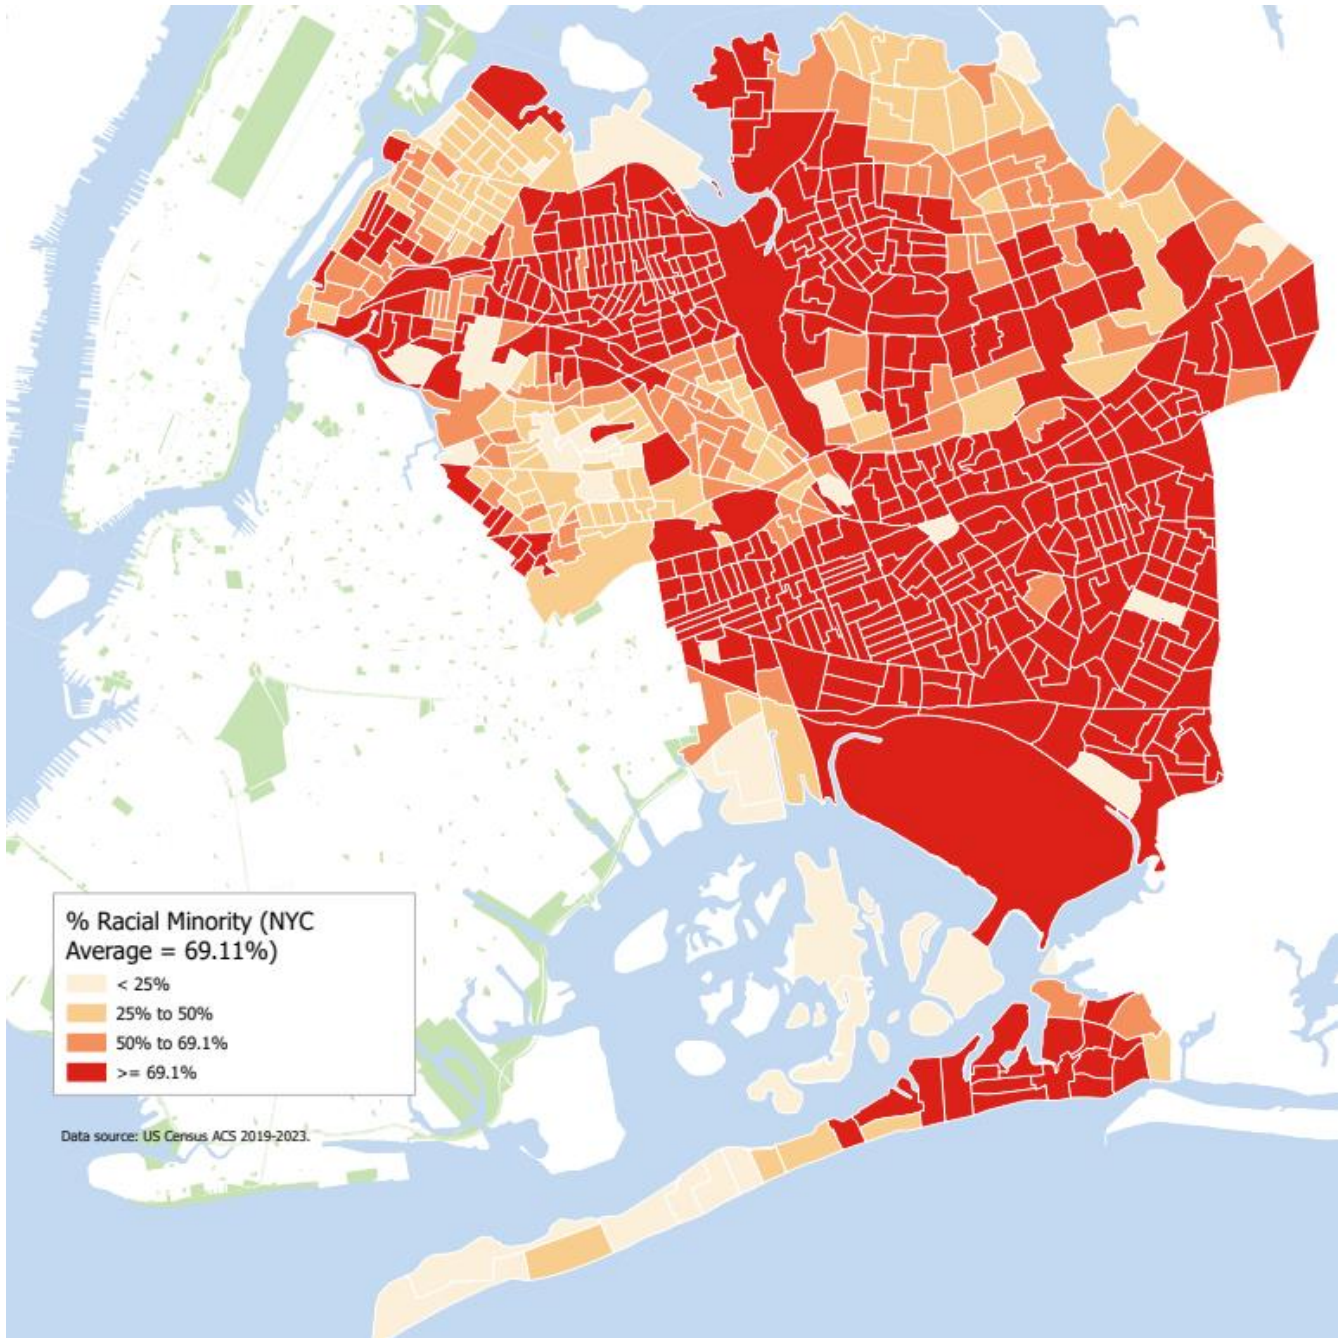 % Racial Minority (NYC
Average = 69.11%)
< 25%
25% to 50%
50% to 69.1%
>= 69.1%
Data source: US Census ACS 2019-2023.